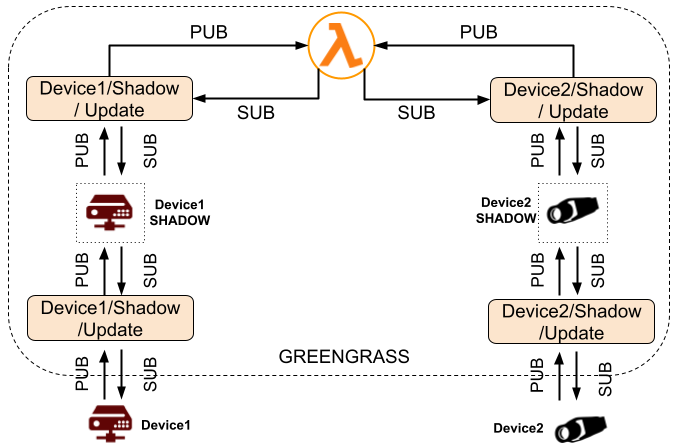 PUB
PUB
λ
Device1/Shadow
/ Update
Device2/Shadow
/ Update
SUB
SUB
PUB
SUB
PUB
SUB
Device1
SHADOW
Device2
SHADOW
PUB
SUB
PUB
SUB
Device1/Shadow
/Update
Device2/Shadow
/Update
GREENGRASS
PUB
SUB
PUB
SUB
Device1
Device2